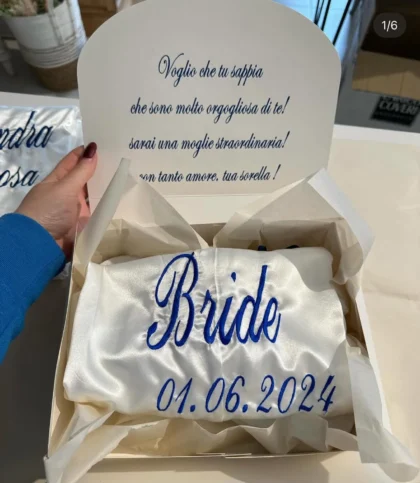 1/6
Voglio che tu sappia
che sono molto orgogliosa di te!
sarai una moglie straordinaria!
con tanto amore, tua sorella !
Bride
01.06.2024